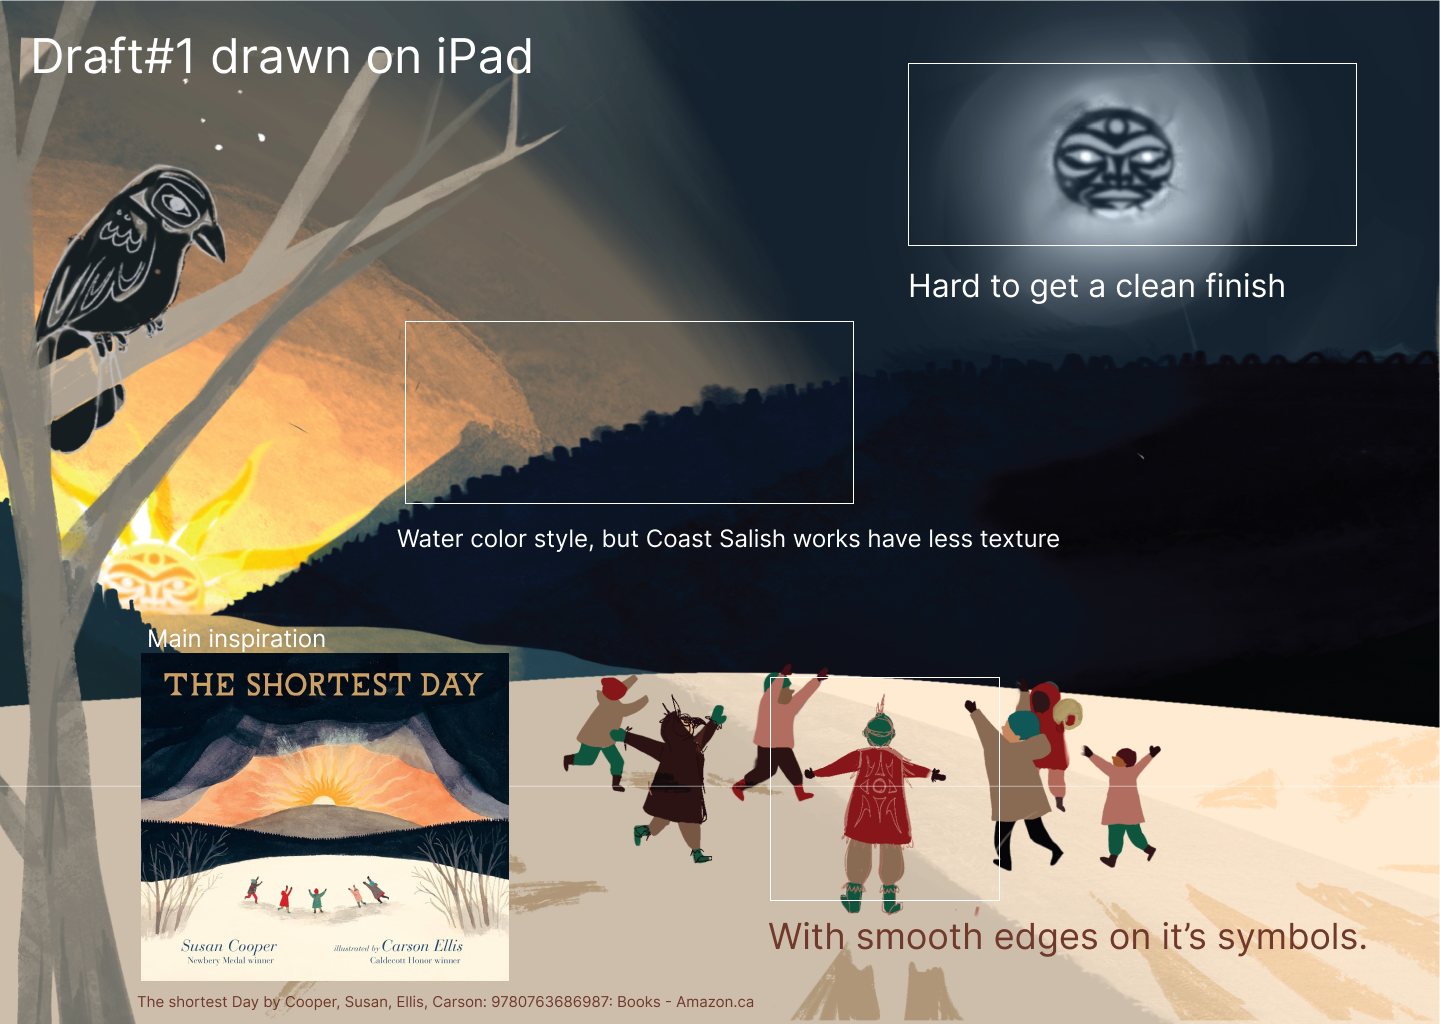 Draft#1 drawn on iPad
Hard to get a clean finish
Water color style, but Coast Salish works have less texture
Main inspiration
THE SHORTEST DAY
Susan Cooper
Newbery Medal winner
illustrated by Carson Ellis
Caldecott Honor winner
With smooth edges on it’s symbols.
The shortest Day by Cooper, Susan, Ellis, Carson: 9780763686987: Books - Amazon.ca